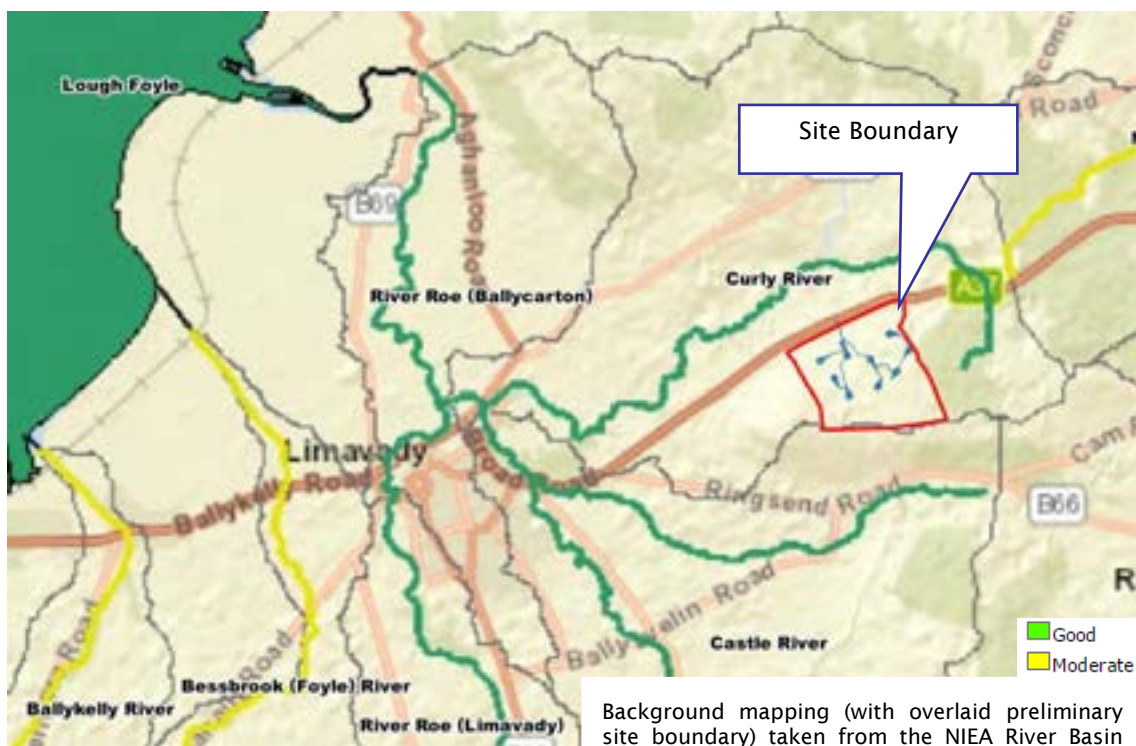 Lough Foyle
Site Boundary
Road
Aghanloo Road
B69
River Roe (Ballycarton)
Curly River
A37
Limavady
Broad Road
Ballykelly Road
Ringsend Road
B66
Road
Castle River
Good
Moderate
Road
Bessbrook (Foyle) River
Ballykelly River
River Roe (Limavady)
Background mapping (with overlaid preliminary
site boundary) taken from the NIEA River Basin